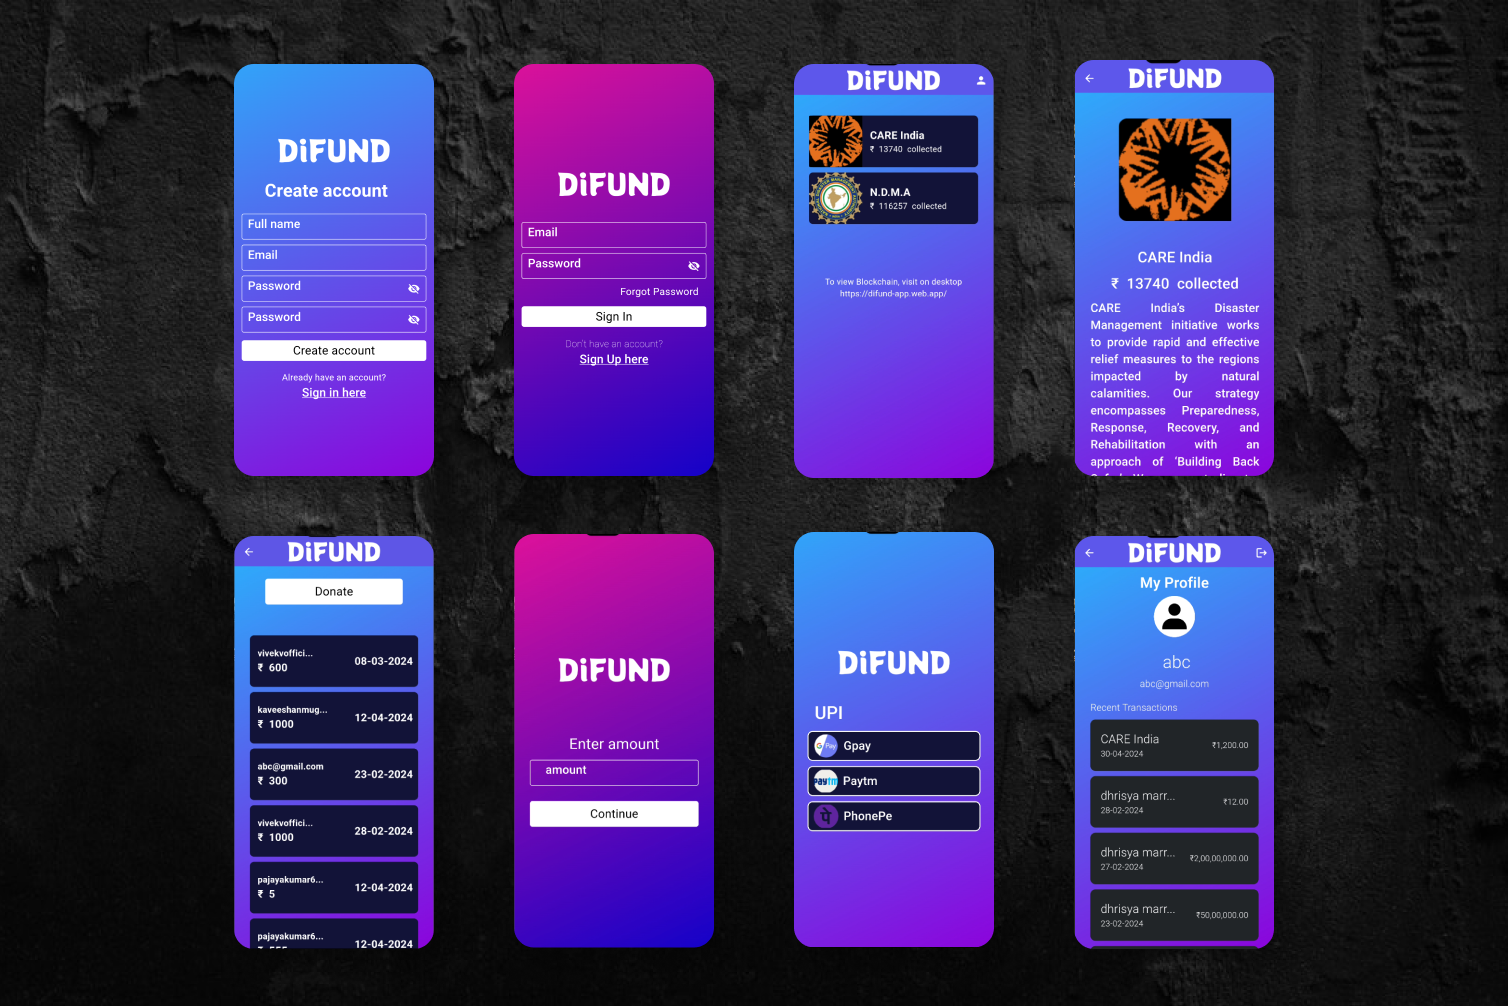 DiFUND
Create account
Full name
Email
Password
Password
Create account
Already have an account?
Sign in here
DiFUND
Email
Password
Forgot Password
Sign In
Don't have an account?
Sign Up here
DiFUND
CARE India
₹ 13740 collected
N.D.M.A
₹ 116257 collected
To view Blockchain, visit on desktop
https://difund-app.web.app/
DiFUND
CARE India
₹ 13740 collected
CARE India's Disaster
Management initiative works
to provide rapid and effective
relief measures to the regions
impacted by natural
calamities. Our strategy
encompasses Preparedness,
Response, Recovery, and
Rehabilitation with an
approach of 'Building Back
DiFUND
Donate
vivekvoffici...
₹ 600
08-03-2024
kaveeshanmug...
₹ 1000
12-04-2024
abc@gmail.com
₹ 300
23-02-2024
vivekvoffici...
₹ 1000
28-02-2024
pajayakumar6...
₹ 5
12-04-2024
pajayakumar6...
12-04-2024
DiFUND
Enter amount
amount
Continue
DiFUND
UPI
G Pay
Gpay
paytm
Paytm
पे
PhonePe
DiFUND
My Profile
abc
abc@gmail.com
Recent Transactions
CARE India
30-04-2024
₹1,200.00
dhrisya marr...
28-02-2024
₹12.00
dhrisya marr...
27-02-2024
₹2,00,00,000.00
dhrisya marr...
23-02-2024
₹50,00,000.00